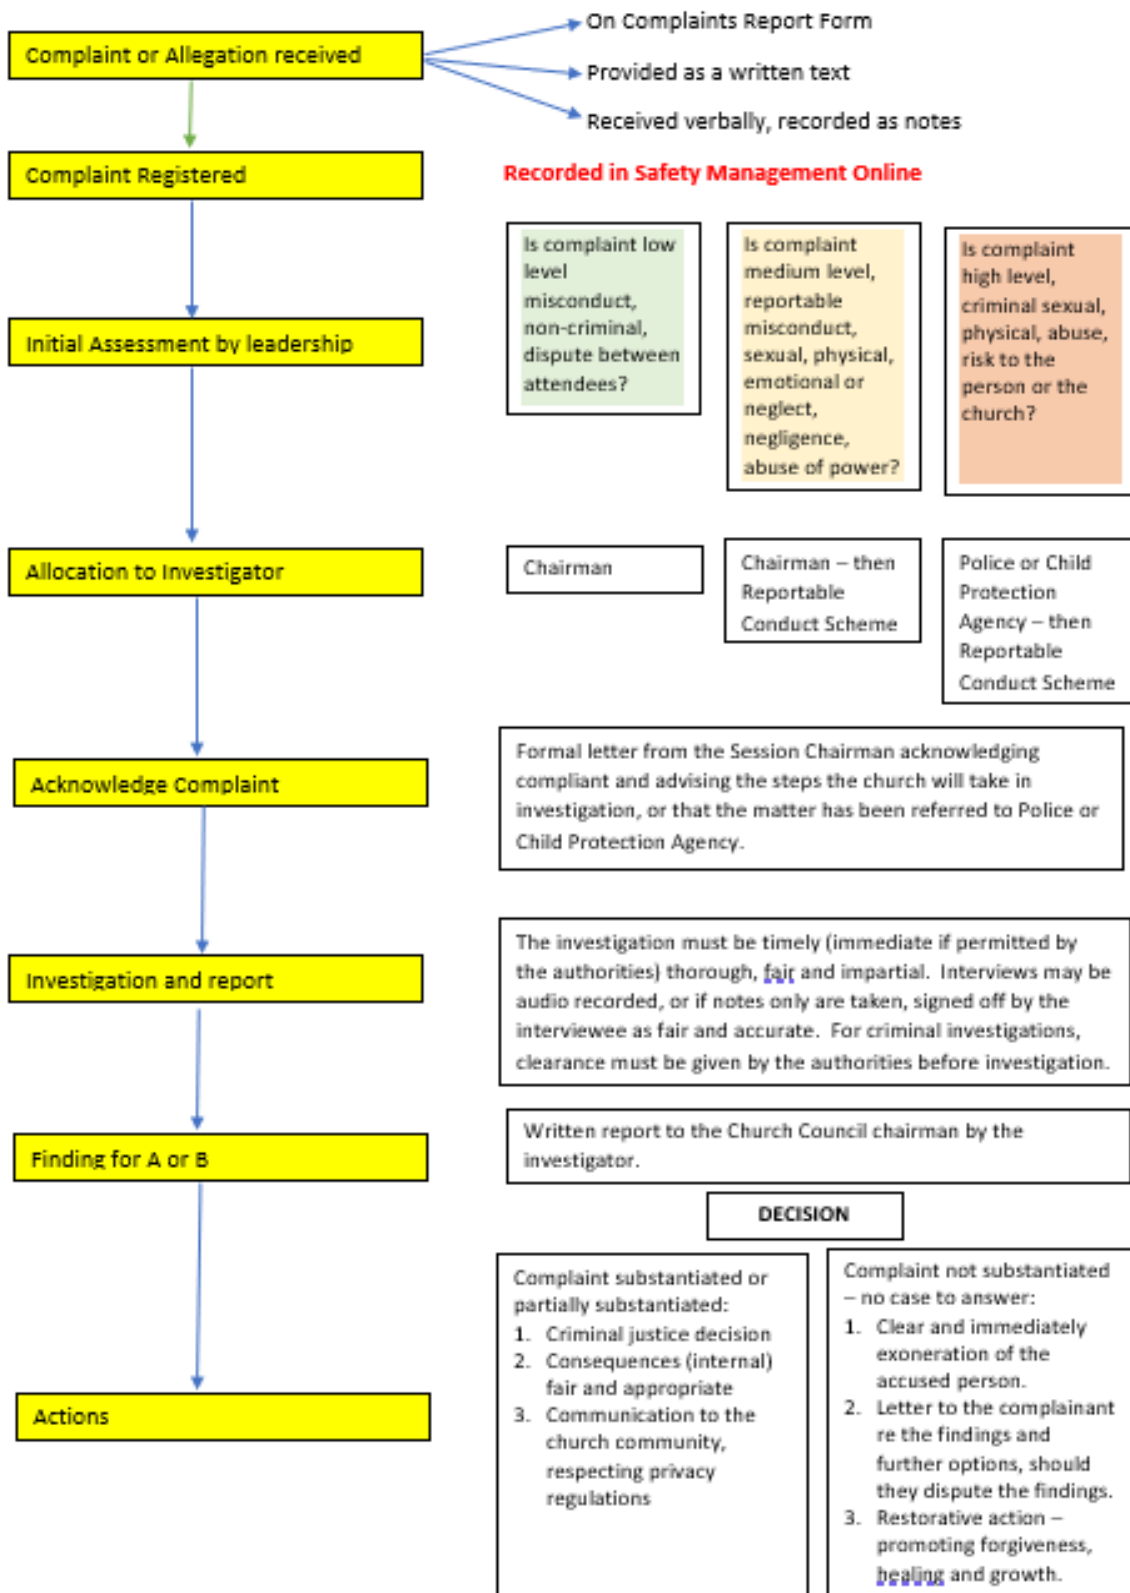 Complaint or Allegation received
On Complaints Report Form
Provided as a written text
Received verbally, recorded as notes
Complaint Registered
Recorded in Safety Management Online
Initial Assessment by leadership
Is complaint low
level
misconduct,
non-criminal,
dispute between
attendees?
Is complaint
medium level,
reportable
misconduct,
sexual, physical,
emotional or
neglect,
negligence,
abuse of power?
Is complaint
high level,
criminal sexual,
physical, abuse,
risk to the
person or the
church?
Allocation to Investigator
Chairman
Chairman – then
Reportable
Conduct Scheme
Police or Child
Protection
Agency – then
Reportable
Conduct Scheme
Acknowledge Complaint
Formal letter from the Session Chairman acknowledging
compliant and advising the steps the church will take in
investigation, or that the matter has been referred to Police or
Child Protection Agency.
Investigation and report
The investigation must be timely (immediate if permitted by
the authorities) thorough, fair and impartial. Interviews may be
audio recorded, or if notes only are taken, signed off by the
interviewee as fair and accurate. For criminal investigations,
clearance must be given by the authorities before investigation.
Finding for A or B
Written report to the Church Council chairman by the
investigator.
DECISION
Actions
Complaint substantiated or
partially substantiated:
1. Criminal justice decision
2. Consequences (internal)
fair and appropriate
3. Communication to the
church community,
respecting privacy
regulations
Complaint not substantiated
– no case to answer:
1. Clear and immediately
exoneration of the
accused person.
2. Letter to the complainant
re the findings and
further options, should
they dispute the findings.
3. Restorative action –
promoting forgiveness,
healing and growth.